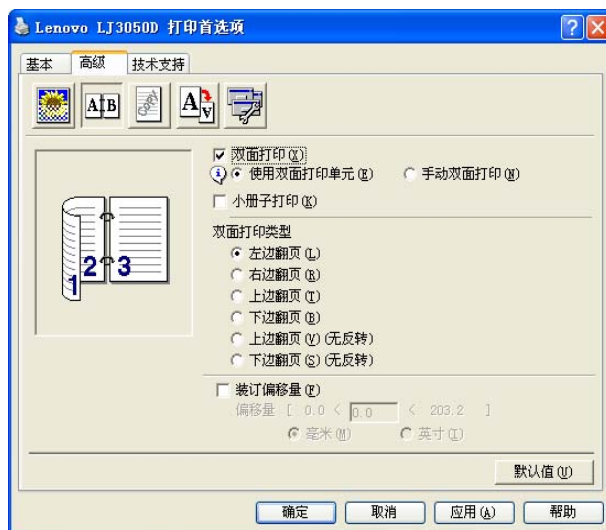 Lenovo LJ3050D 打印首选项
基本 高级 技术支持
A B
A A
双面打印(X)
使用双面打印单元(E) 手动双面打印(N)
小册子打印(K)
双面打印类型
左边翻页(L)
右边翻页(R)
上边翻页(T)
下边翻页(B)
上边翻页(V)(无反转)
下边翻页(S)(无反转)
1 2 3
装订偏移量(F)
偏移量 [ 0.0 < 0.0 < 203.2 ]
毫米(M) 英寸(I)
默认值(U)
确定 取消 应用(A) 帮助